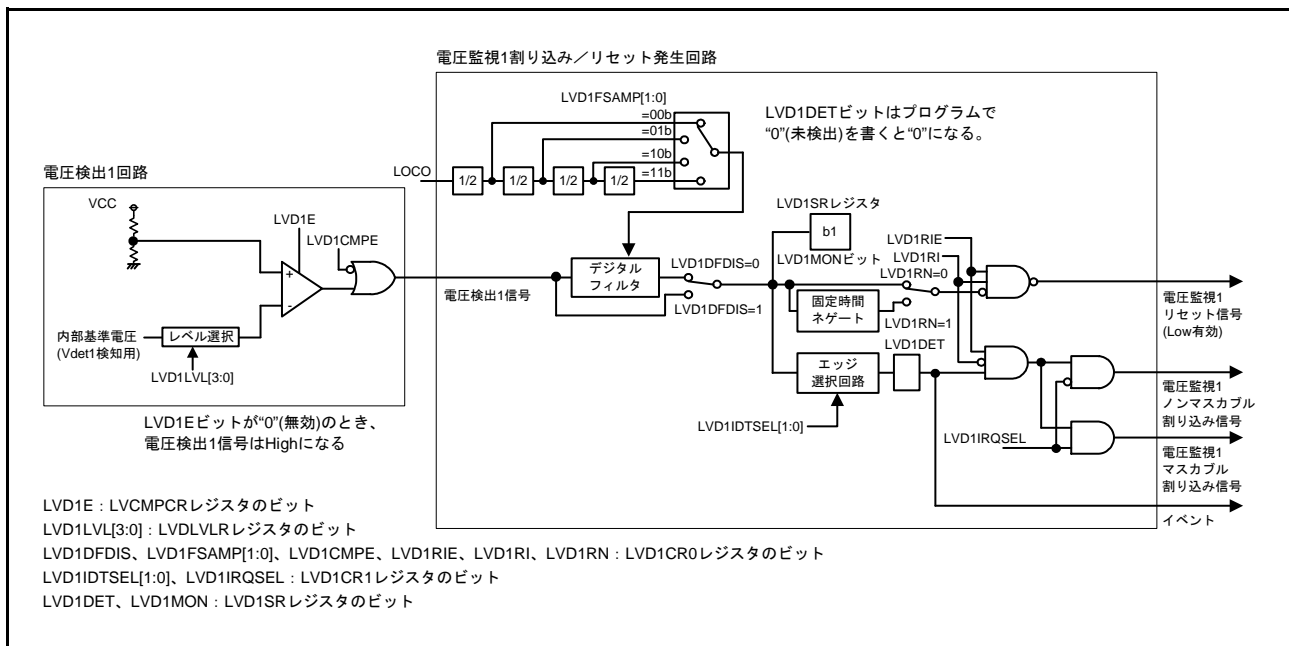 電圧監視1割り込み／リセット発生回路
LVD1FSAMP[1:0]
=00b
=01b
=10b
=11b
LOCO
1/2
1/2
1/2
1/2
LVD1DETビットはプログラムで
“0”(未検出)を書くと“0”になる。
電圧検出1回路
VCC
LVD1E
LVD1CMPE
+
-
内部基準電圧
(Vdet1検知用)
レベル選択
LVD1LVL[3:0]
LVD1Eビットが“0”(無効)のとき、
電圧検出1信号はHighになる
電圧検出1信号
デジタル
フィルタ
LVD1DFDIS=0
LVD1DFDIS=1
LVD1SRレジスタ
b1
LVD1MONビット
LVD1RIE
LVD1RI
LVD1RN=0
固定時間
ネゲート
LVD1RN=1
LVD1DET
エッジ
選択回路
LVD1IDTSEL[1:0]
LVD1IRQSEL
電圧監視1
リセット信号
(Low有効)
電圧監視1
ノンマスカブル
割り込み信号
電圧監視1
マスカブル
割り込み信号
イベント
LVD1E：LVCMPCRレジスタのビット
LVD1LVL[3:0]：LVDLVLRレジスタのビット
LVD1DFDIS、LVD1FSAMP[1:0]、LVD1CMPE、LVD1RIE、LVD1RI、LVD1RN：LVD1CR0レジスタのビット
LVD1IDTSEL[1:0]、LVD1IRQSEL：LVD1CR1レジスタのビット
LVD1DET、LVD1MON：LVD1SRレジスタのビット